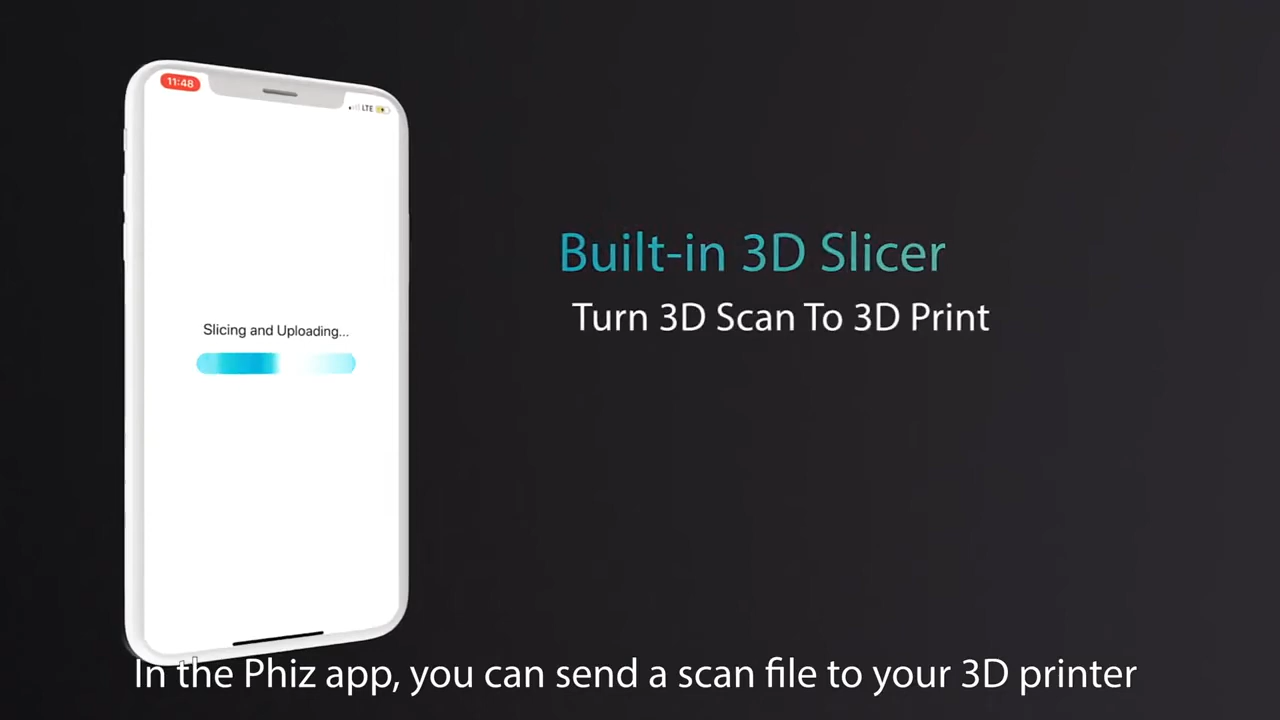 11:48
LTE
Slicing and Uploading...
Built-in 3D Slicer
Turn 3D Scan To 3D Print
In the Phiz app, you can send a scan file to your 3D printer